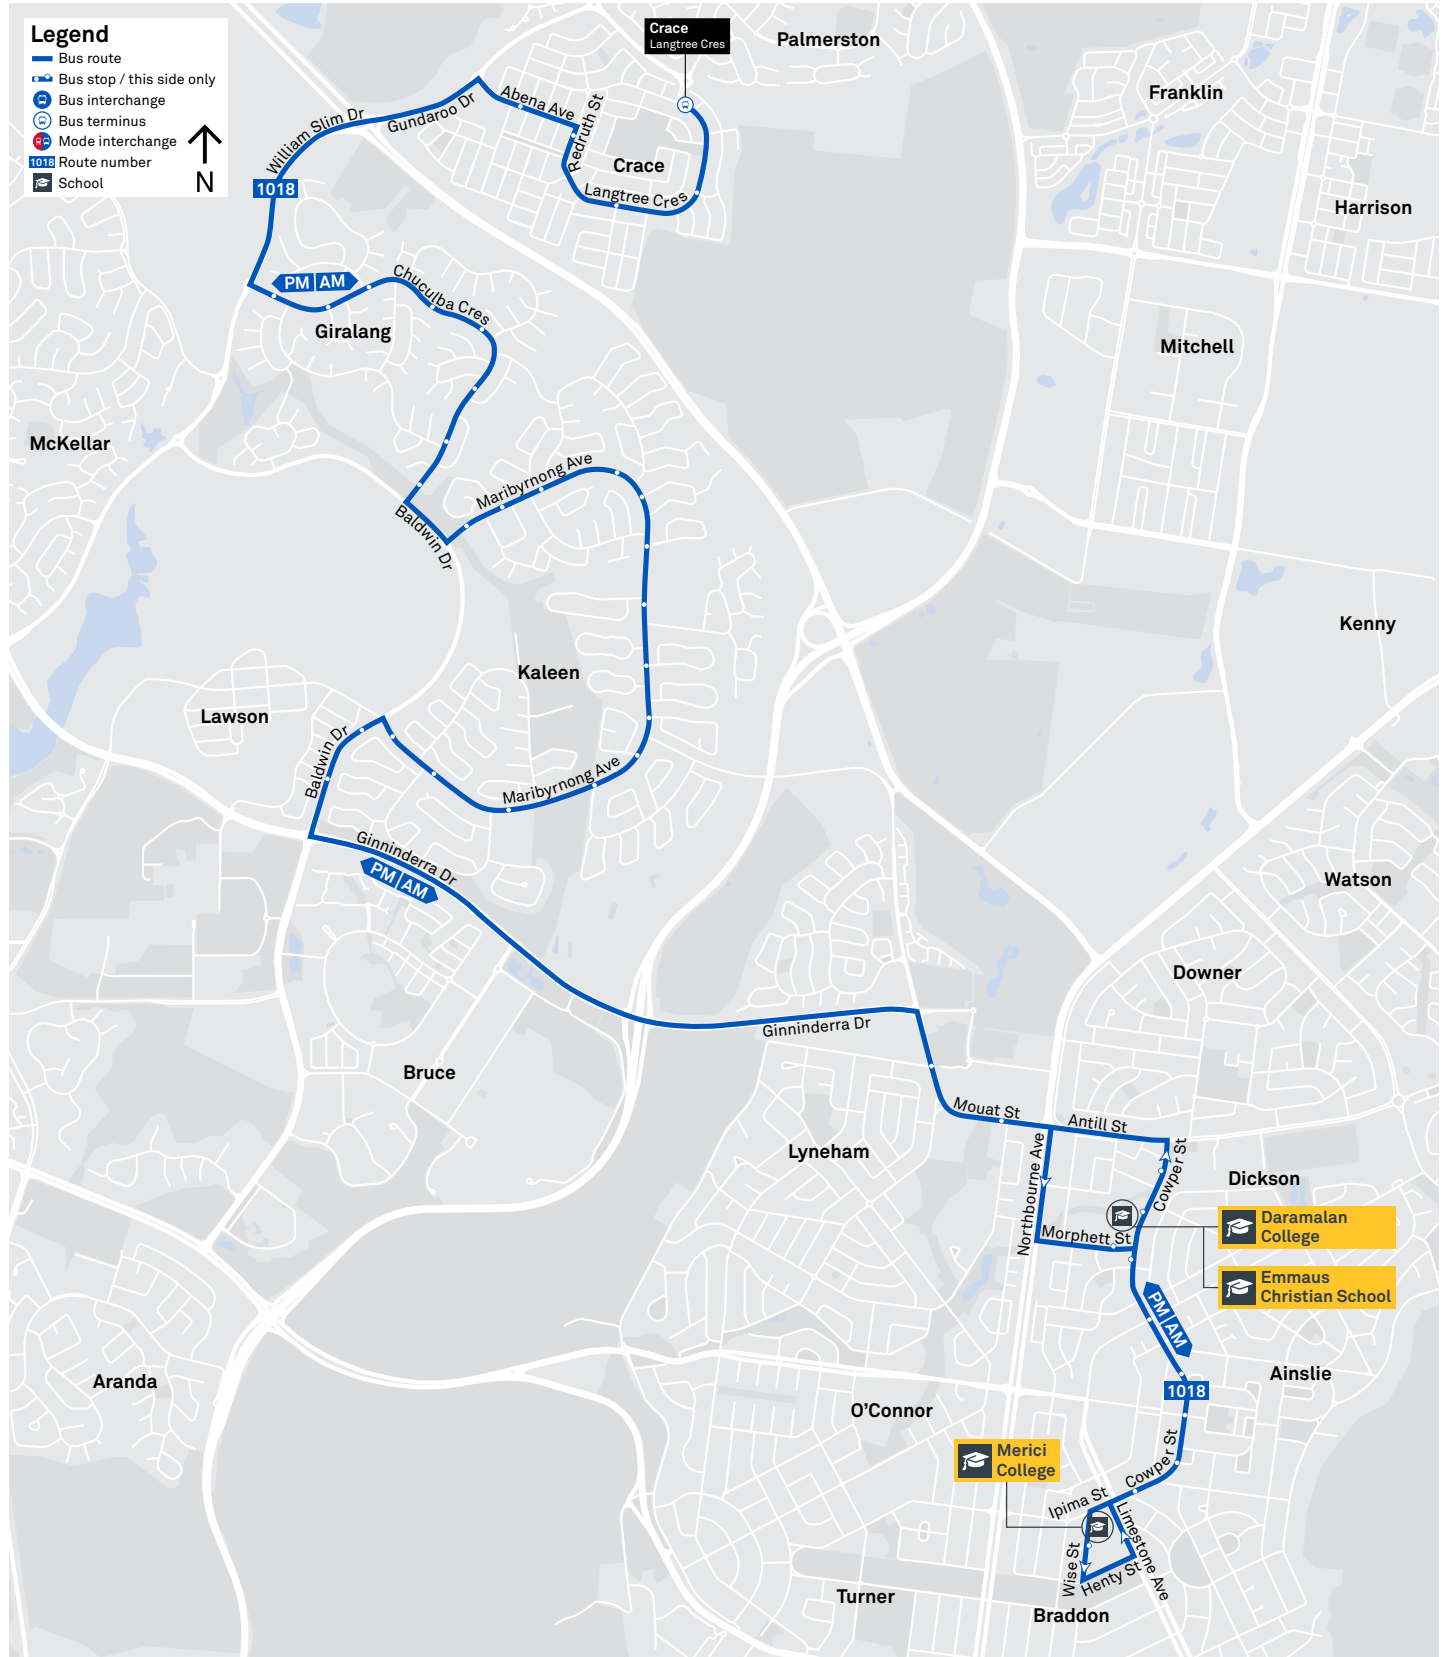 Legend
Bus route
Bus stop / this side only
Bus interchange
Bus terminus
Mode interchange
1018 Route number
School
N
Crace
Langtree Cres
Palmerston
Franklin
Harrison
William Slim Dr
Gundaroo Dr
Abena Ave
Redruth St
Crace
Langtree Cres
1018
PM AM
Chuculba Cres
Giralang
Mitchell
McKellar
Maribyrnong Ave
Baldwin Dr
Kenny
Kaleen
Lawson
Baldwin Dr
Maribyrnong Ave
Ginninderra Dr
PM AM
Watson
Downer
Ginninderra Dr
Bruce
Mouat St
Antill St
Lyneham
Northbourne Ave
Cowper St
Dickson
Morphett St
Daramalan
College
Emmaus
Christian School
PM AM
Aranda
Ainslie
1018
O'Connor
Merici
College
Cowper St
Ipima St
Limestone Ave
Wise St
Henty St
Turner
Braddon